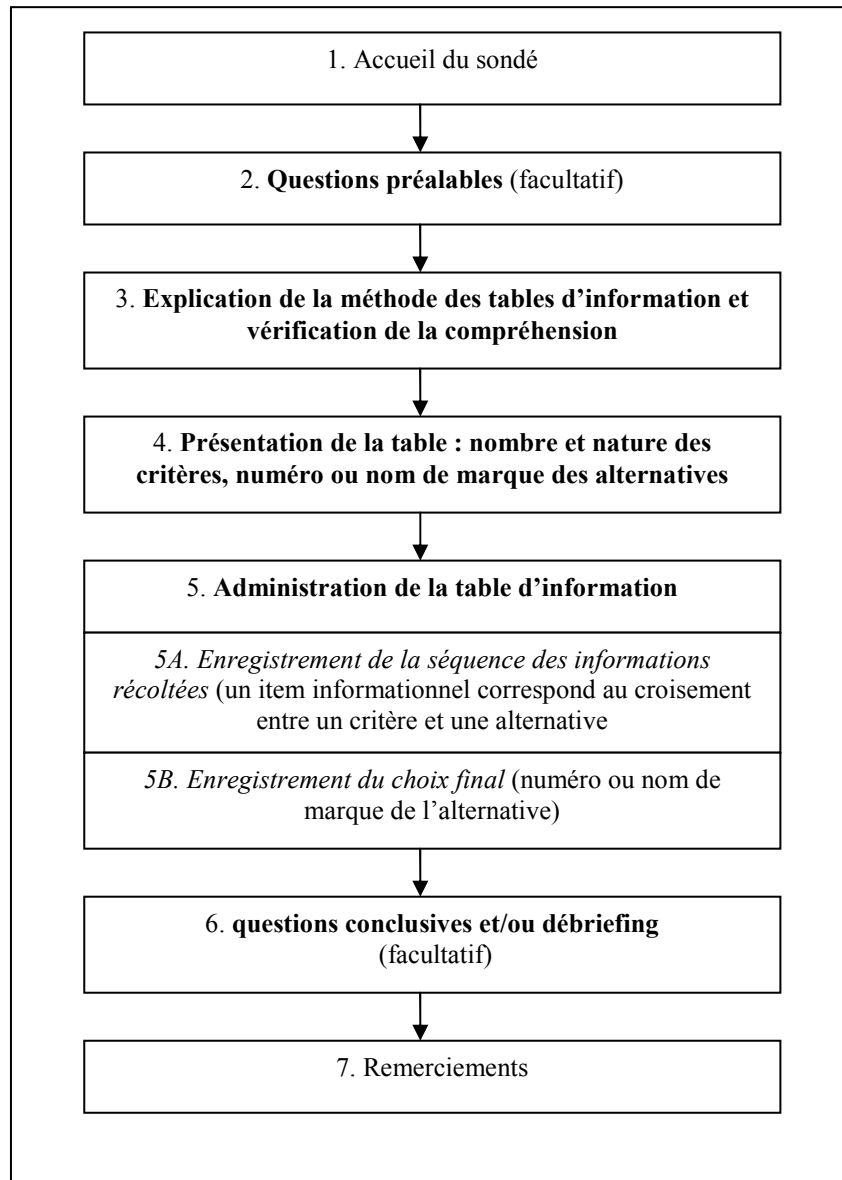 1. Accueil du sondé
2. Questions préalables (facultatif)
3. Explication de la méthode des tables d’information et
vérification de la compréhension
4. Présentation de la table : nombre et nature des
critères, numéro ou nom de marque des alternatives
5. Administration de la table d’information
5A. Enregistrement de la séquence des informations
récoltées (un item informationnel correspond au croisement
entre un critère et une alternative
5B. Enregistrement du choix final (numéro ou nom de
marque de l’alternative)
6. questions conclusives et/ou débriefing
(facultatif)
7. Remerciements